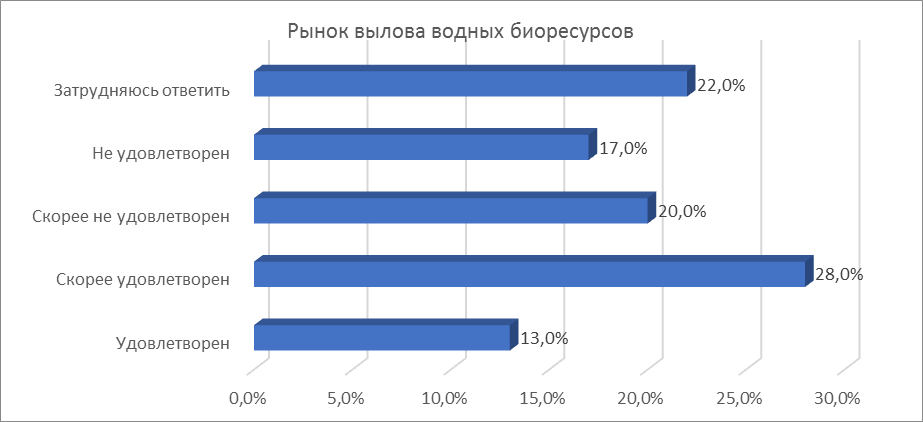 Рынок вылова водных биоресурсов
Затрудняюсь ответить 22,0%
Не удовлетворен 17,0%
Скорее не удовлетворен 20,0%
Скорее удовлетворен 28,0%
Удовлетворен 13,0%
0,0% 5,0% 10,0% 15,0% 20,0% 25,0% 30,0%